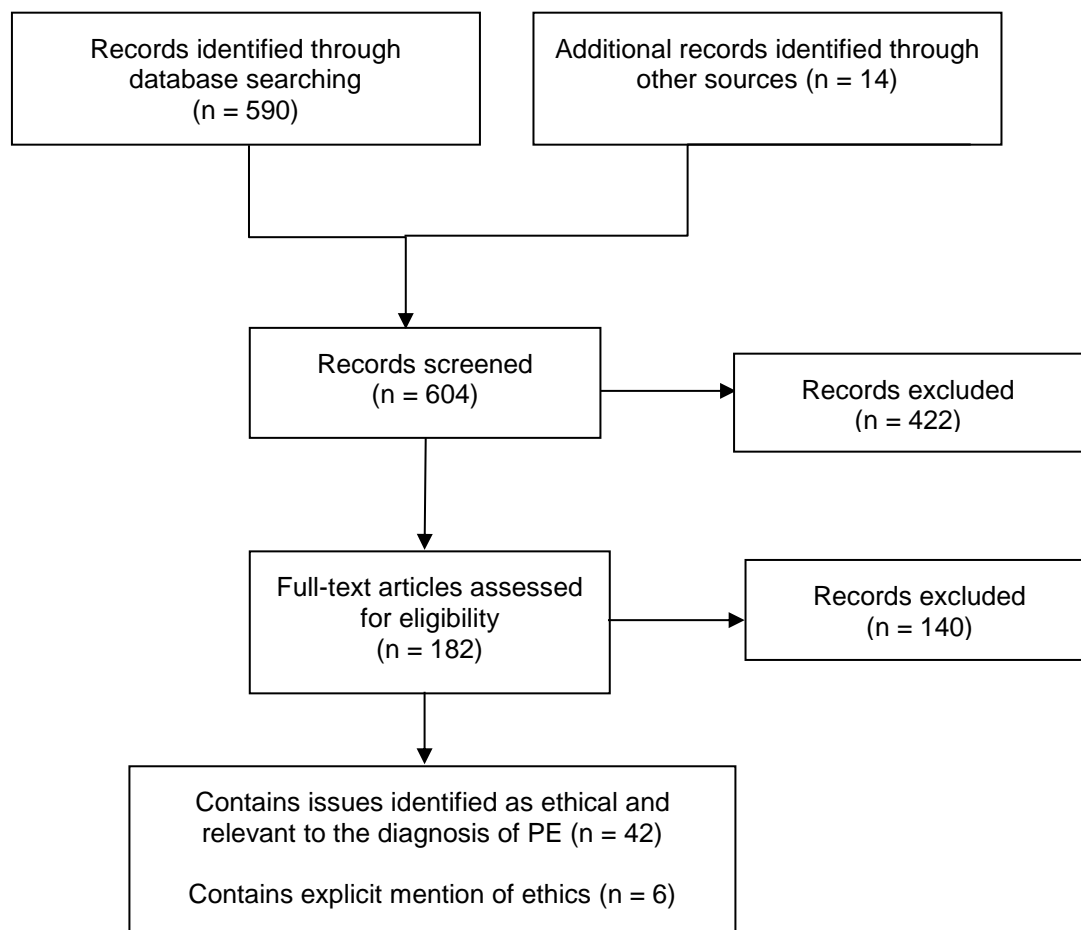 Records identified through
database searching
(n = 590)
Additional records identified through
other sources (n = 14)
Records screened
(n = 604)
Records excluded
(n = 422)
Full-text articles assessed
for eligibility
(n = 182)
Records excluded
(n = 140)
Contains issues identified as ethical and
relevant to the diagnosis of PE (n = 42)
Contains explicit mention of ethics (n = 6)